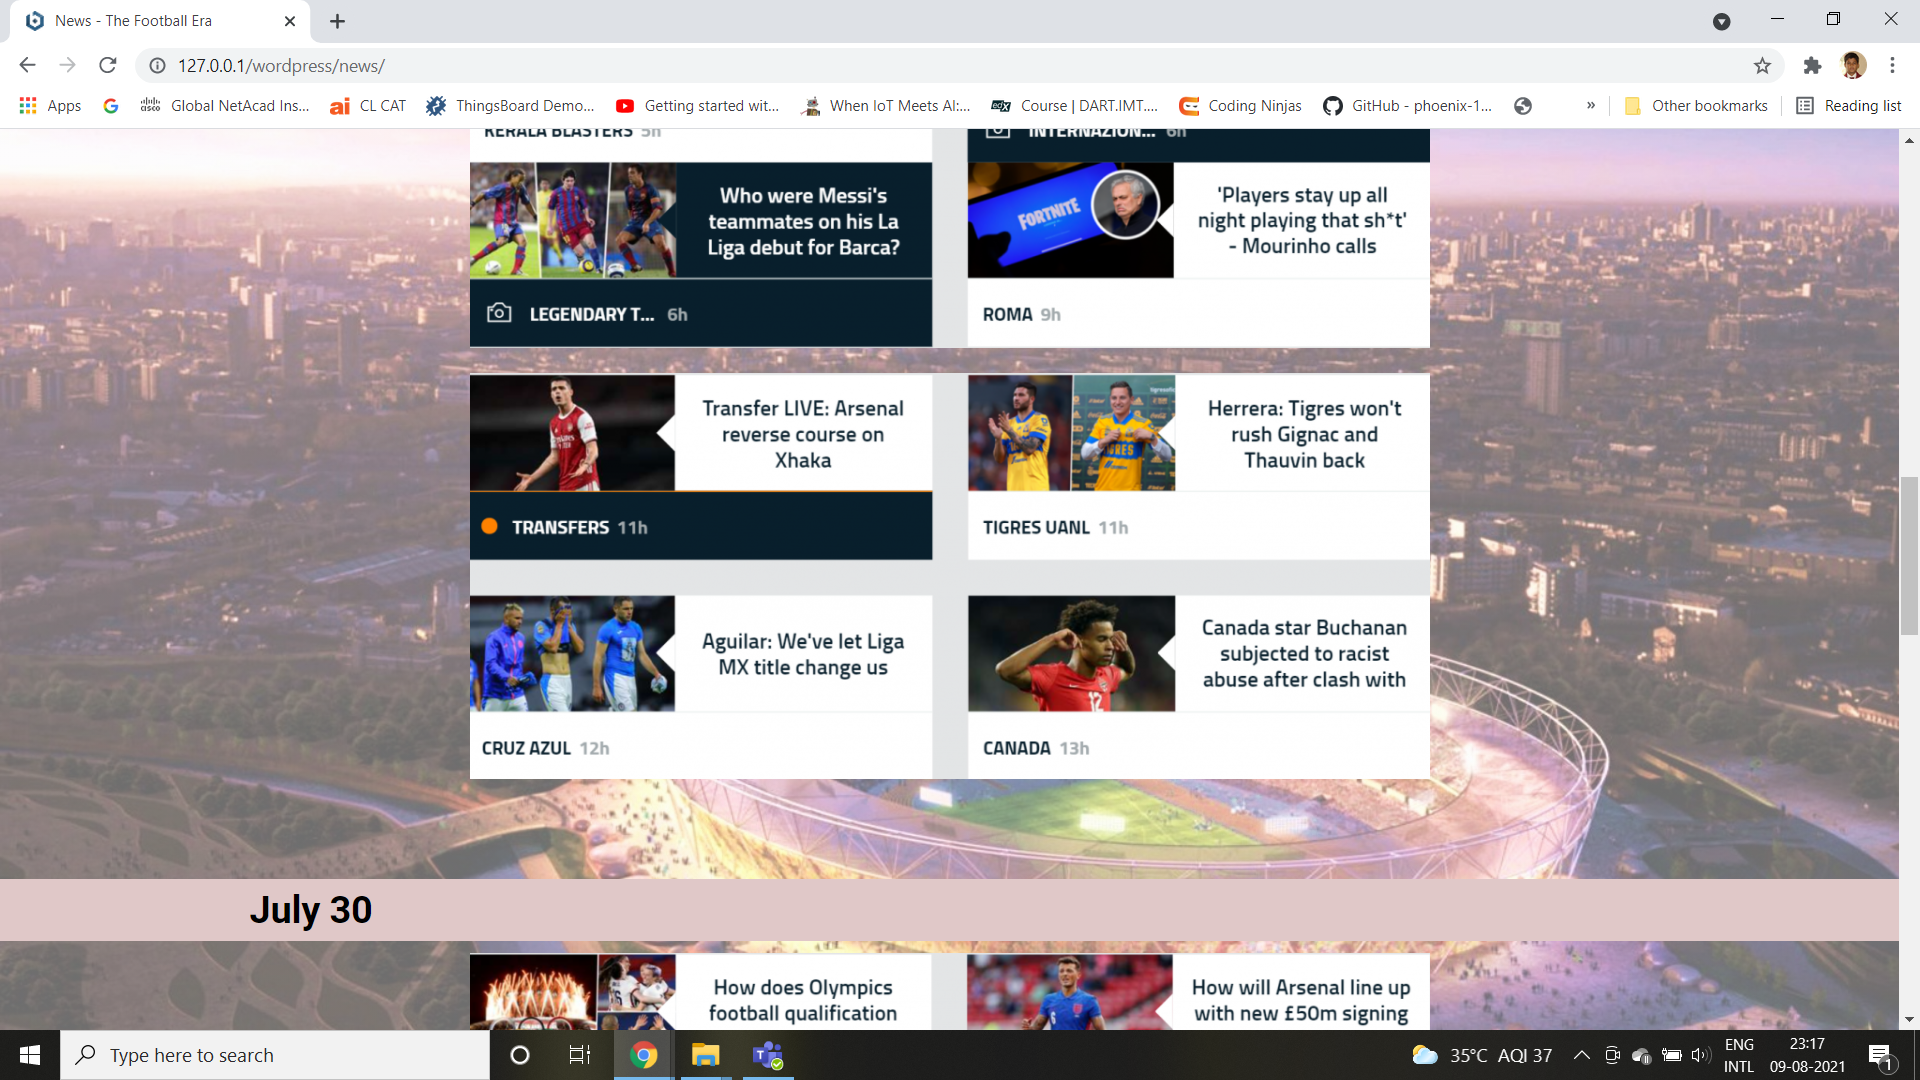 News - The Football Era
127.0.0.1/wordpress/news/
Apps
Global NetAcad Ins...
CL CAT
ThingsBoard Demo...
Getting started wit...
When IoT Meets AI:...
Course | DART.IMT....
Coding Ninjas
GitHub - phoenix-1...
»
Other bookmarks
Reading list
KERALA BLASTERS 5h
INTERNAZION... 6h
Who were Messi's
teammates on his La
Liga debut for Barca?
LEGENDARY T... 6h
FORTNITE
'Players stay up all
night playing that sh*t'
- Mourinho calls
ROMA 9h
Transfer LIVE: Arsenal
reverse course on
Xhaka
TRANSFERS 11h
Herrera: Tigres won't
rush Gignac and
Thauvin back
TIGRES UANL 11h
Aguilar: We've let Liga
MX title change us
CRUZ AZUL 12h
12
Canada star Buchanan
subjected to racist
abuse after clash with
CANADA 13h
July 30
How does Olympics
football qualification
How will Arsenal line up
with new £50m signing
Type here to search
35°C AQI 37
ENG
INTL
23:17
09-08-2021
1